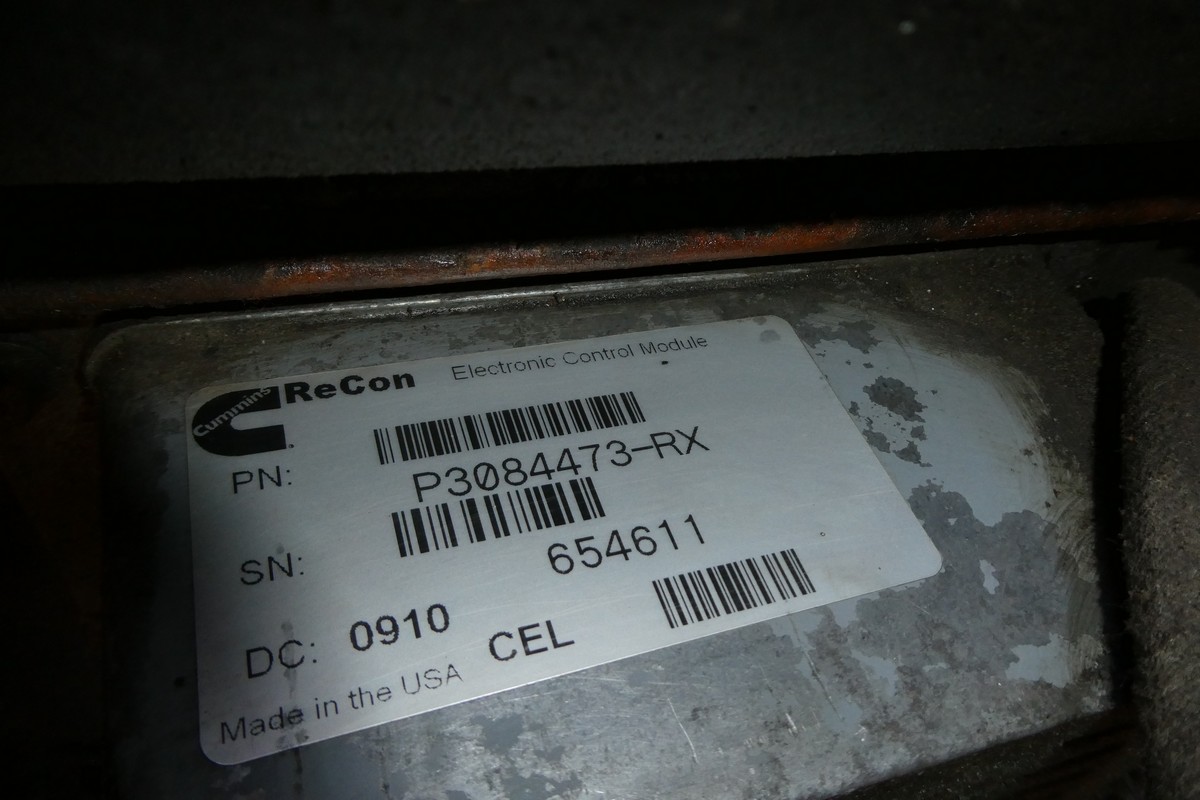 Cummins ReCon Electronic Control Module
PN: P3084473-RX
SN: 654611
DC: 0910 CEL
Made in the USA